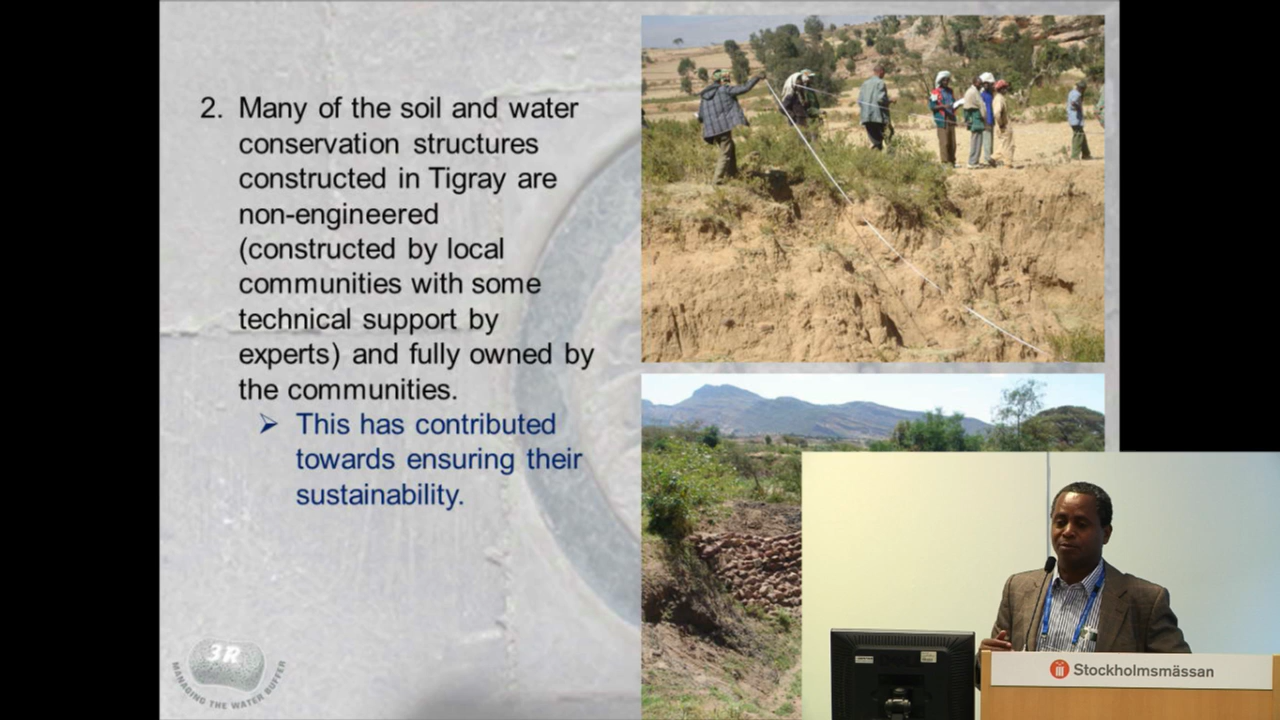 2. Many of the soil and water
conservation structures
constructed in Tigray are
non-engineered
(constructed by local
communities with some
technical support by
experts) and fully owned by
the communities.
➢ This has contributed
towards ensuring their
sustainability.
3R
MANAGING THE WATER BUFFER
Stockholmsmässan